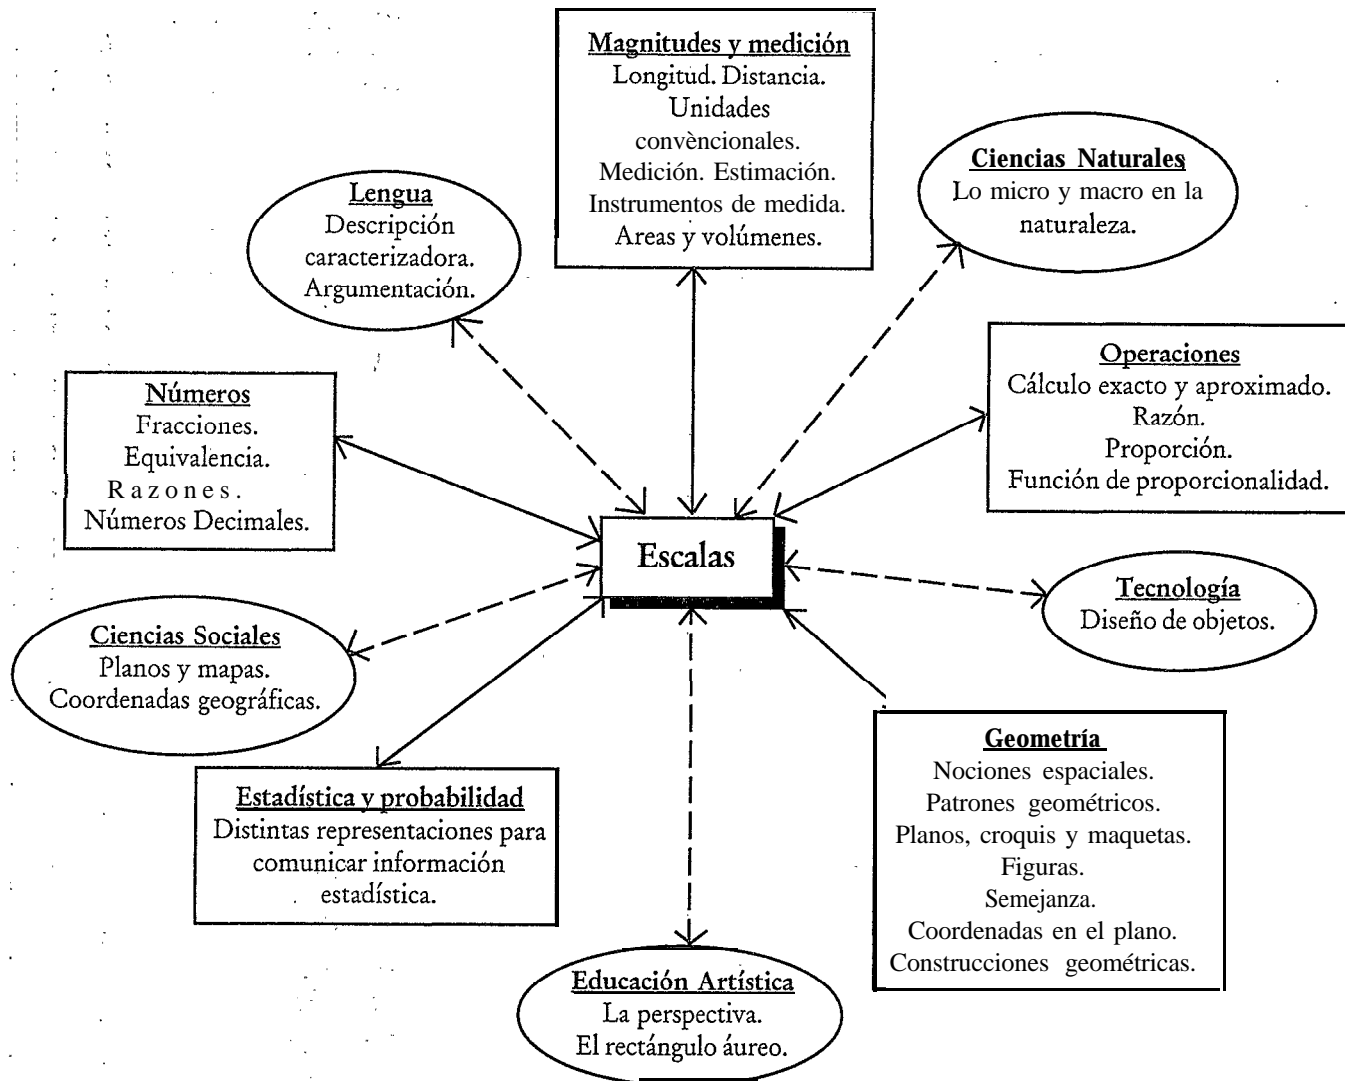 Magnitudes y medición
Longitud. Distancia.
Unidades
convèncionales.
Medición. Estimación.
Instrumentos de medida.
Areas y volúmenes.
Ciencias Naturales
Lo micro y macro en la
naturaleza.
Lengua
Descripción
caracterizadora.
Argumentación.
Operaciones
Cálculo exacto y aproximado.
Razón.
Proporción.
Función de proporcionalidad.
Números
Fracciones.
Equivalencia.
Razones.
Números Decimales.
Escalas
Tecnología
Diseño de objetos.
Ciencias Sociales
Planos y mapas.
Coordenadas geográficas.
Geometría
Nociones espaciales.
Patrones geométricos.
Planos, croquis y maquetas.
Figuras.
Semejanza.
Coordenadas en el plano.
Construcciones geométricas.
Estadística y probabilidad
Distintas representaciones para
comunicar información
estadística.
Educación Artística
La perspectiva.
El rectángulo áureo.